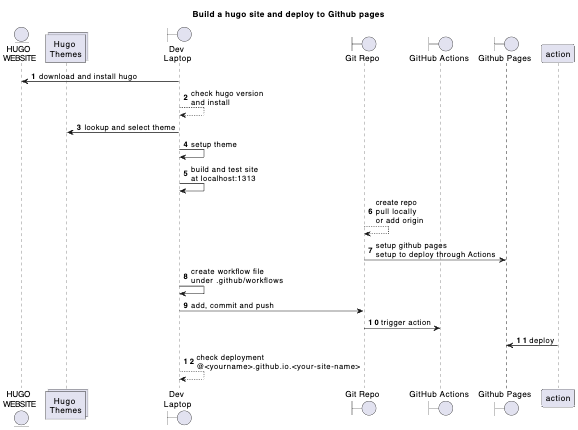 Build a hugo site and deploy to Github pages
HUGO
WEBSITE
Hugo
Themes
Dev
Laptop
Git Repo
GitHub Actions
Github Pages
action
1 download and install hugo
2 check hugo version
and install
3 lookup and select theme
4 setup theme
5 build and test site
at localhost:1313
create repo
6 pull locally
or add origin
7 setup github pages
setup to deploy through Actions
8 create workflow file
under .github/workflows
9 add, commit and push
10 trigger action
11 deploy
12 check deployment
@<yourname>.github.io.<your-site-name>
HUGO
WEBSITE
Hugo
Themes
Dev
Laptop
Git Repo
GitHub Actions
Github Pages
action